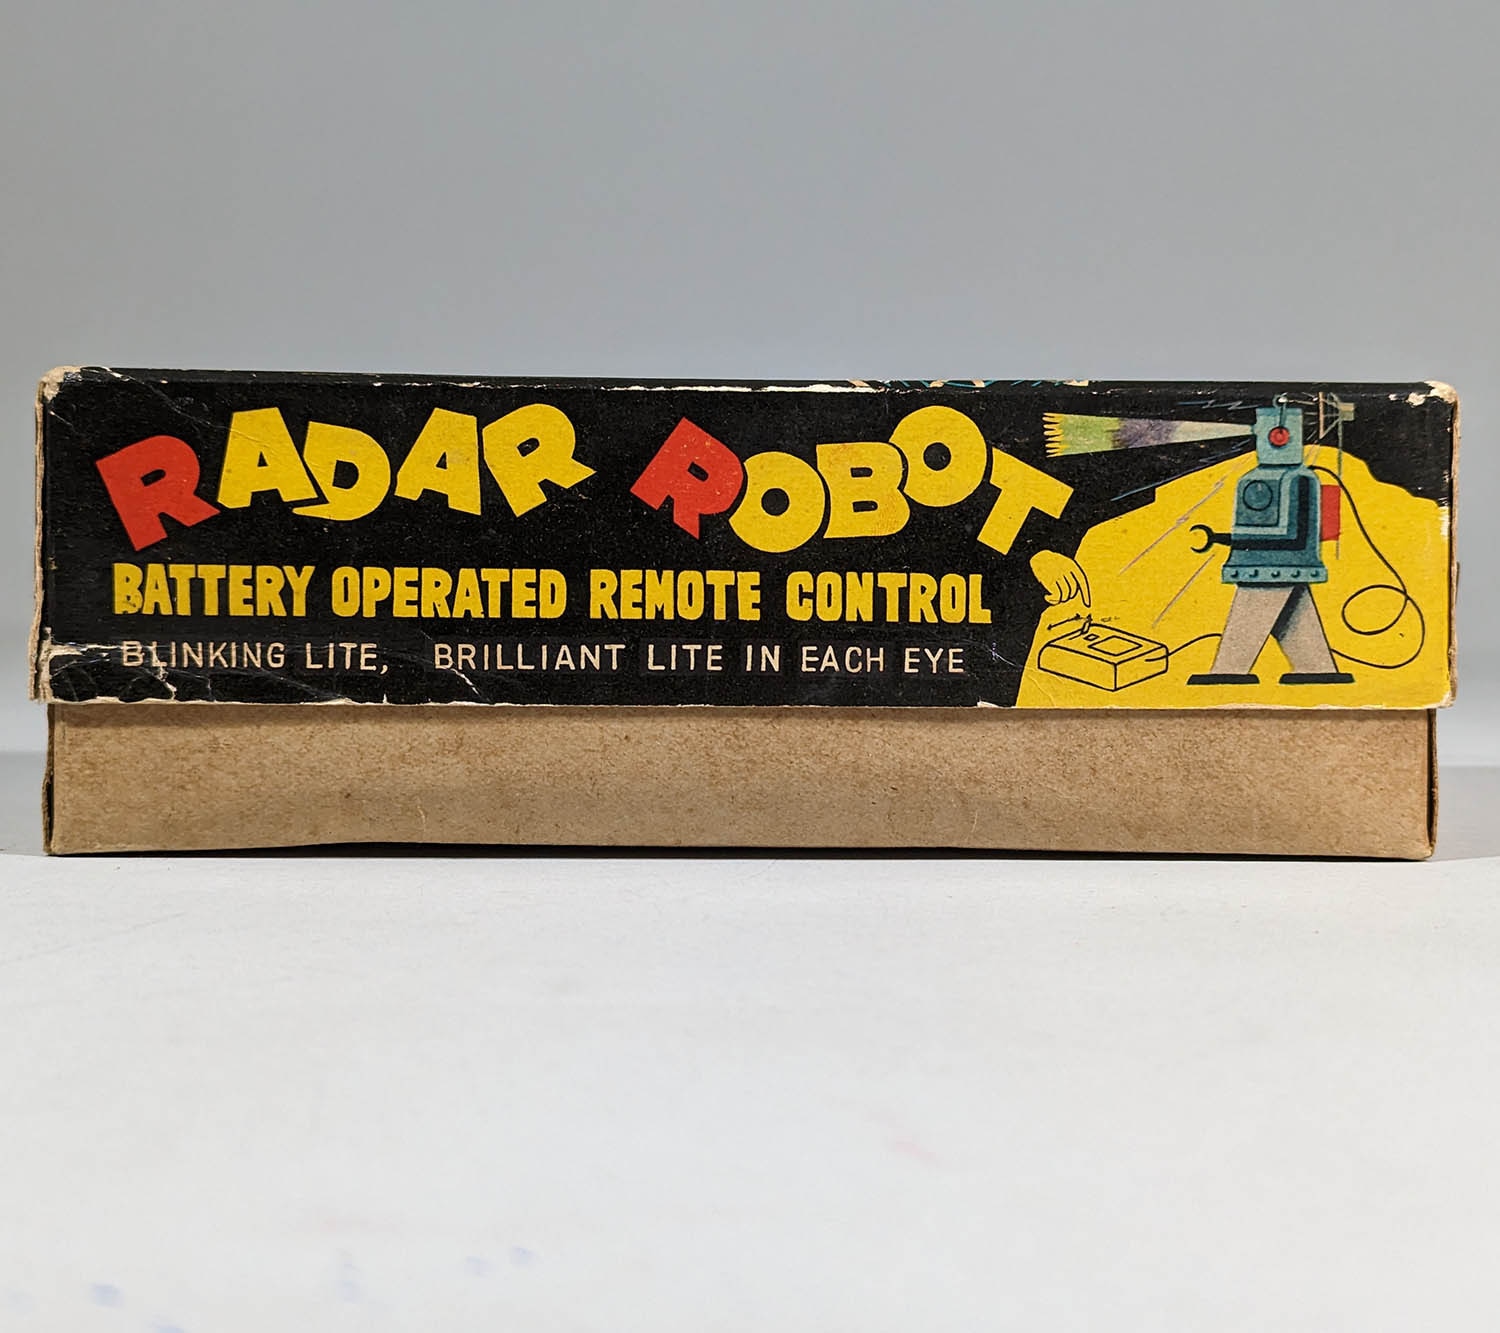 RADAR ROBOT
BATTERY OPERATED REMOTE CONTROL
BLINKING LITE, BRILLIANT LITE IN EACH EYE